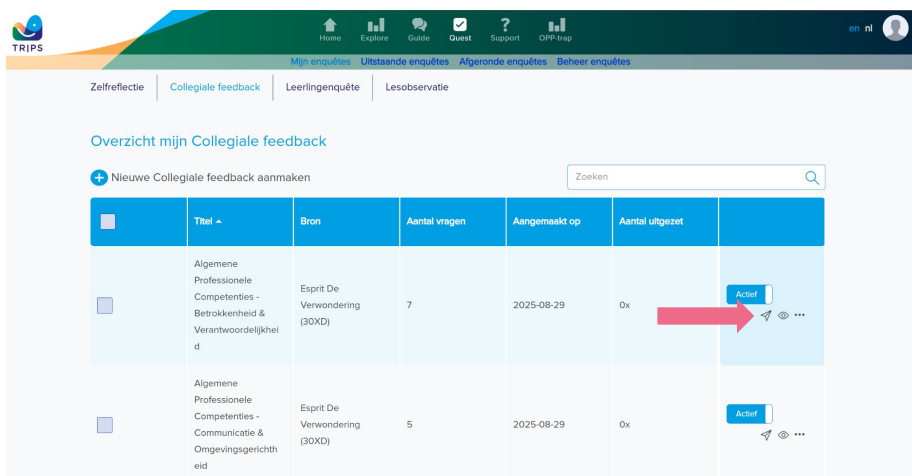 TRIPS
Home Explore Guide Quest Support OPP-trap
en nl
Mijn enquêtes Uitstaande enquêtes Afgeronde enquêtes Beheer enquêtes
Zelfreflectie Collegiale feedback Leerlingenquête Lesobservatie
Overzicht mijn Collegiale feedback
Nieuwe Collegiale feedback aanmaken
Zoeken
Titel Bron Aantal vragen Aangemaakt op Aantal uitgezet
Algemene
Professionele
Competenties -
Betrokkenheid &
Verantwoordelijkhei
d
Esprit De
Verwondering
(30XD)
7
2025-08-29
0x
Actief
Algemene
Professionele
Competenties -
Communicatie &
Omgevingsgerichth
eid
Esprit De
Verwondering
(30XD)
5
2025-08-29
0x
Actief